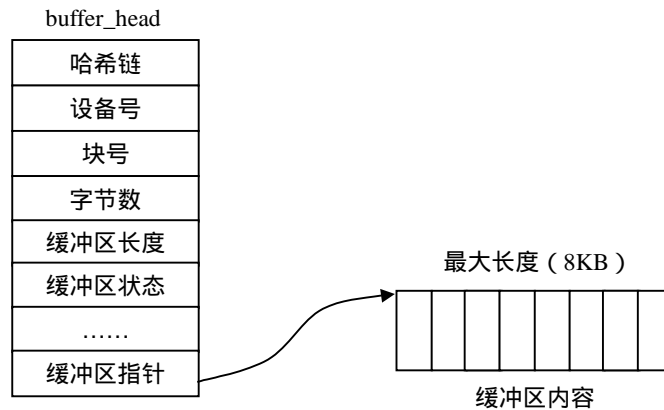 buffer_head
哈希链
设备号
块号
字节数
缓冲区长度
缓冲区状态
……
缓冲区指针
最大长度（8KB）
缓冲区内容